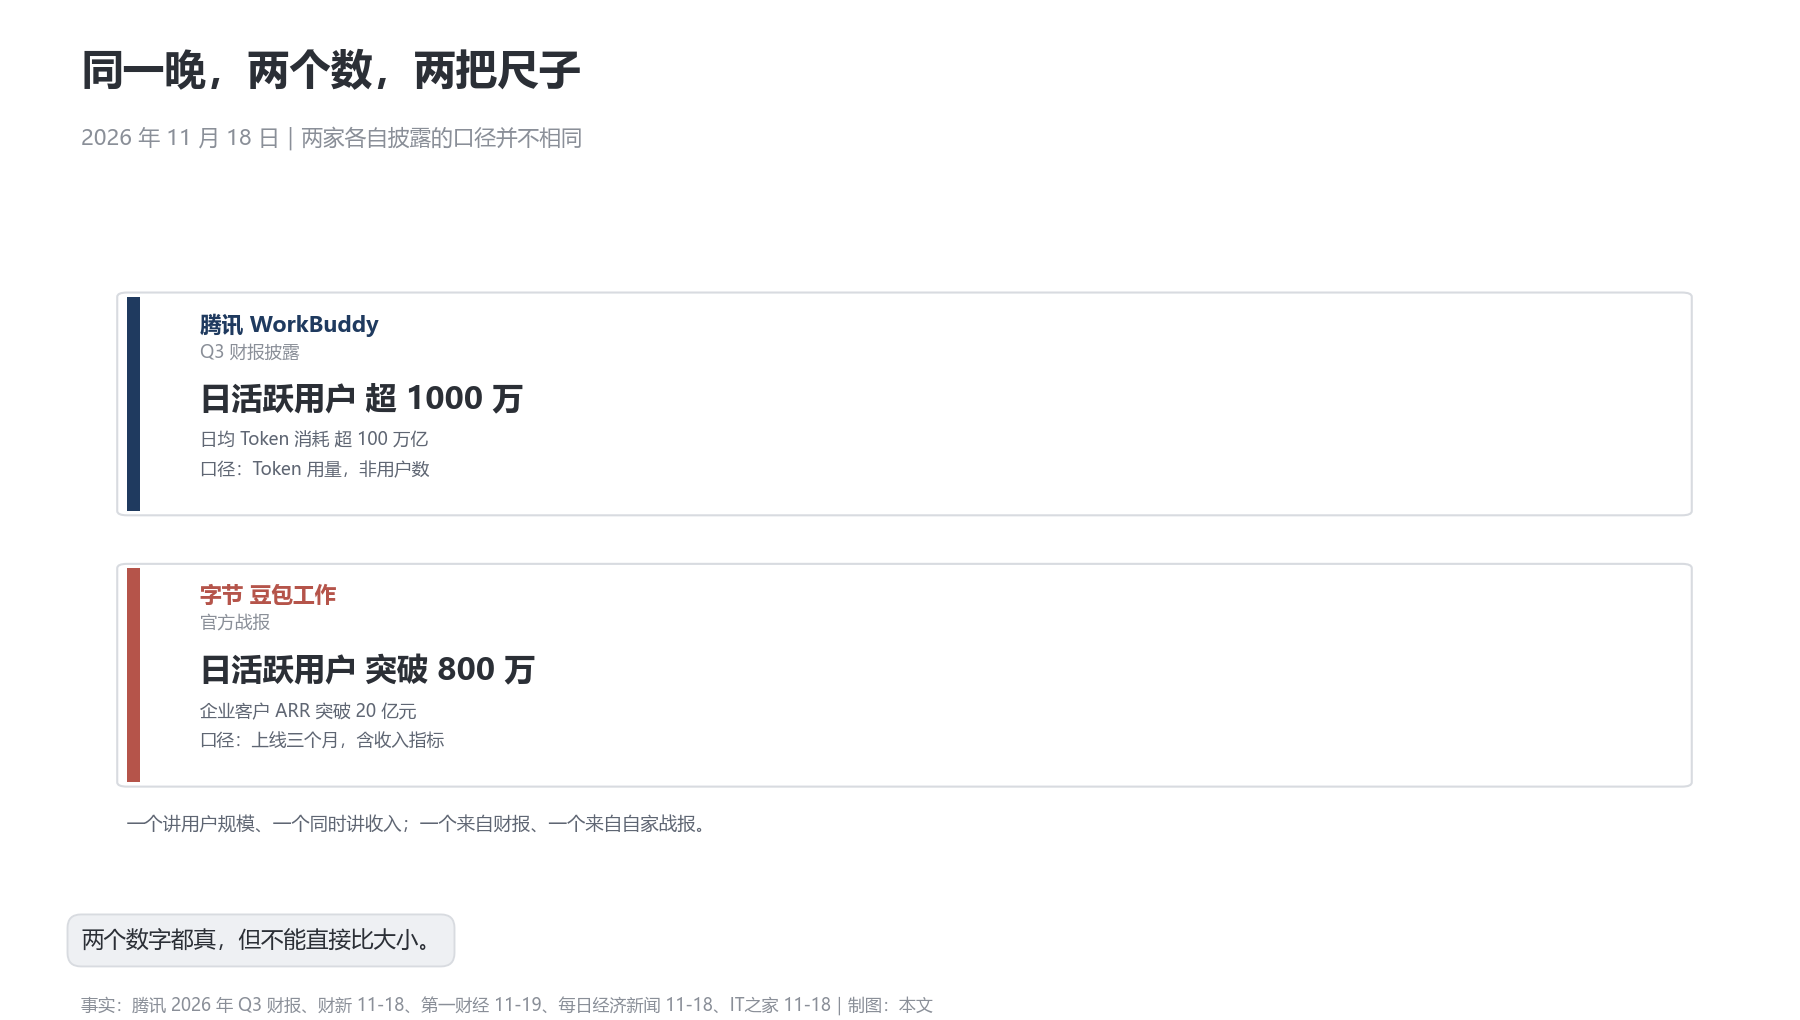 同一晚，两个数，两把尺子
2026 年 11 月 18 日 | 两家各自披露的口径并不相同
腾讯 WorkBuddy
Q3 财报披露
日活跃用户 超 1000 万
日均 Token 消耗 超 100 万亿
口径：Token 用量，非用户数
字节 豆包工作
官方战报
日活跃用户 突破 800 万
企业客户 ARR 突破 20 亿元
口径：上线三个月，含收入指标
一个讲用户规模、一个同时讲收入；一个来自财报、一个来自自家战报。
两个数字都真，但不能直接比大小。
事实：腾讯 2026 年 Q3 财报、财新 11-18、第一财经 11-19、每日经济新闻 11-18、IT之家 11-18 | 制图：本文